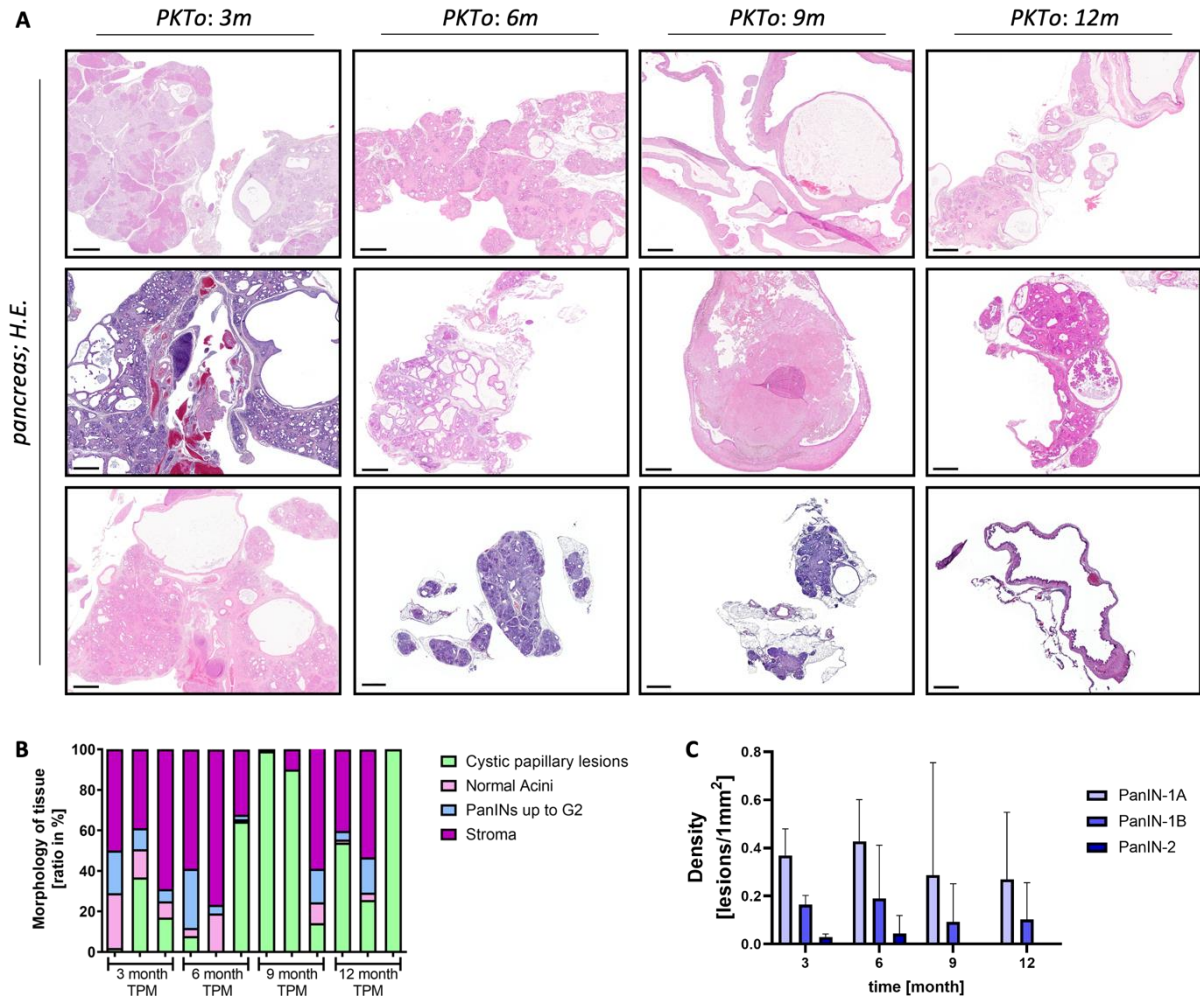 A
PKTo: 3m
PKTo: 6m
PKTo: 9m
PKTo: 12m
pancreas; H.E.
B
Morphology of tissue
[ratio in %]
100
80
60
40
20
0
3 month
TPM
6 month
TPM
9 month
TPM
12 month
TPM
Cystic papillary lesions
Normal Acini
PanINs up to G2
Stroma
C
Density
[lesions/1mm²]
0.8
0.6
0.4
0.2
0.0
3
6
9
12
time [month]
PanIN-1A
PanIN-1B
PanIN-2